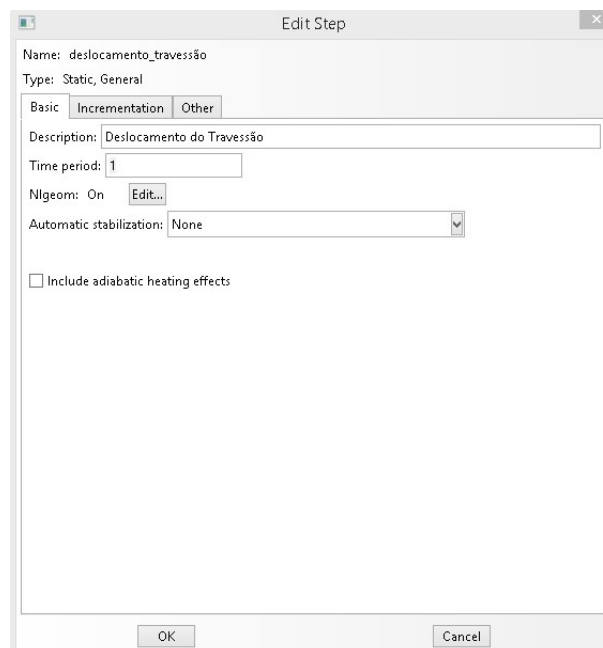 Edit Step
Name: deslocamento_travessão
Type: Static, General
Basic Incrementation Other
Description: Deslocamento do Travessão
Time period: 1
Nlgeom: On Edit...
Automatic stabilization: None
Include adiabatic heating effects
OK Cancel